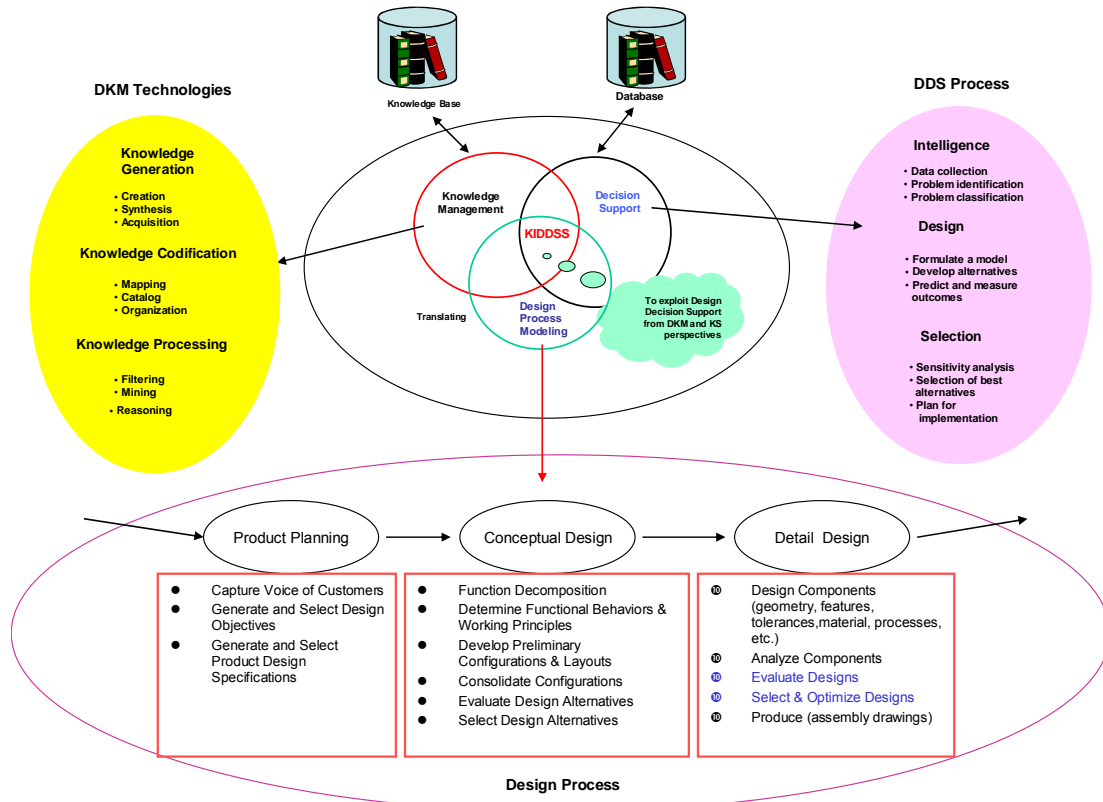 Knowledge Base
Database
DKM Technologies
Knowledge
Generation
• Creation
• Synthesis
• Acquisition
Knowledge Codification
• Mapping
• Catalog
• Organization
Knowledge Processing
• Filtering
• Mining
• Reasoning
Knowledge
Management
Decision
Support
KIDDSS
Translating
Design
Process
Modeling
To exploit Design
Decision Support
from DKM and KS
perspectives
DDS Process
Intelligence
• Data collection
• Problem identification
• Problem classification
Design
• Formulate a model
• Develop alternatives
• Predict and measure
outcomes
Selection
• Sensitivity analysis
• Selection of best
alternatives
• Plan for
implementation
Product Planning
● Capture Voice of Customers
● Generate and Select Design
Objectives
● Generate and Select
Product Design
Specifications
Conceptual Design
● Function Decomposition
● Determine Functional Behaviors &
Working Principles
● Develop Preliminary
Configurations & Layouts
● Consolidate Configurations
● Evaluate Design Alternatives
● Select Design Alternatives
Detail Design
❿ Design Components
(geometry, features,
tolerances,material, processes,
etc.)
❿ Analyze Components
❿ Evaluate Designs
❿ Select & Optimize Designs
❿ Produce (assembly drawings)
Design Process